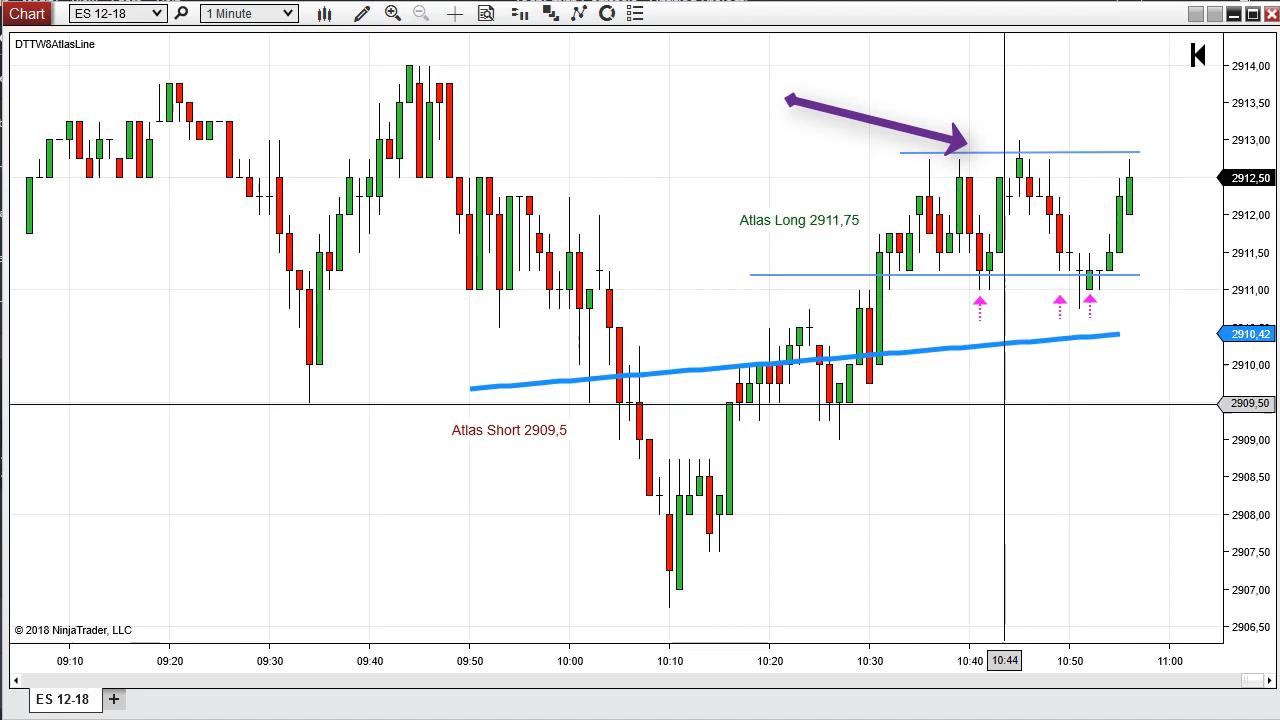 Chart ES 12-18 1 Minute
DTTW8AtlasLine
2914,00
2913,50
2913,00
2912,50
2912,00
2911,50
2911,00
2910,42
2910,00
2909,50
2909,00
2908,50
2908,00
2907,50
2907,00
2906,50
Atlas Long 2911,75
Atlas Short 2909,5
© 2018 NinjaTrader, LLC
09:10 09:20 09:30 09:40 09:50 10:00 10:10 10:20 10:30 10:40 10:44 10:50 11:00
ES 12-18 +